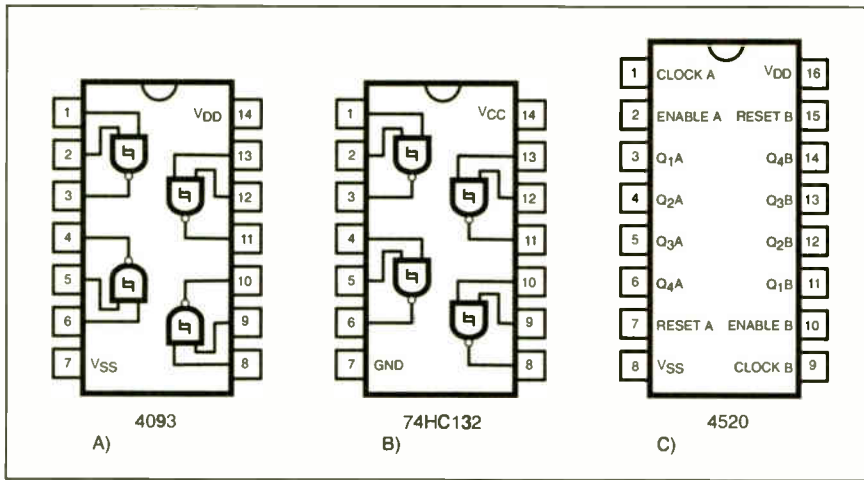 1
2
3
4
5
6
7
VSS
VDD
14
13
12
11
10
9
8
4093
A)
1
2
3
4
5
6
7
GND
VCC
14
13
12
11
10
9
8
74HC132
B)
1 CLOCK A VDD 16
2 ENABLE A RESET B 15
3 Q1A Q4B 14
4 Q2A Q3B 13
5 Q3A Q2B 12
6 Q4A Q1B 11
7 RESET A ENABLE B 10
8 VSS CLOCK B 9
4520
C)